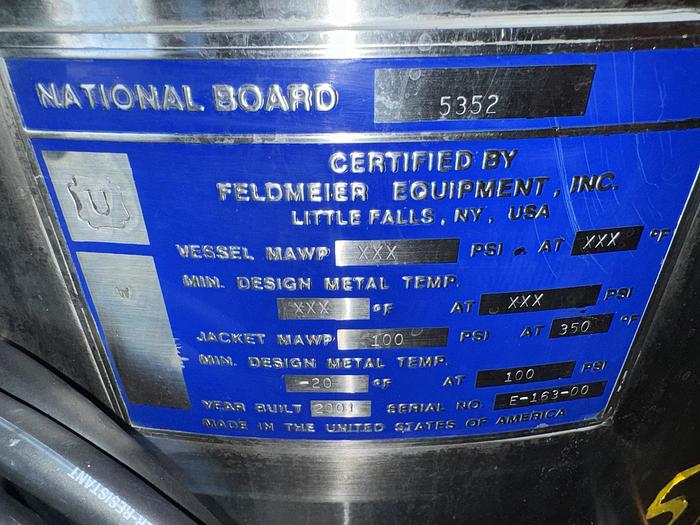 NATIONAL BOARD 5352
U
CERTIFIED BY
FELDMEIER EQUIPMENT, INC.
LITTLE FALLS, NY, USA
VESSEL MAWP XXX PSI AT XXX °F
MIN. DESIGN METAL TEMP.
XXX °F AT XXX PSI
W
JACKET MAWP 100 PSI AT 350 °F
MIN. DESIGN METAL TEMP.
-20 °F AT 100 PSI
YEAR BUILT 2001 SERIAL NO. E-163-00
MADE IN THE UNITED STATES OF AMERICA
-RESISTANT